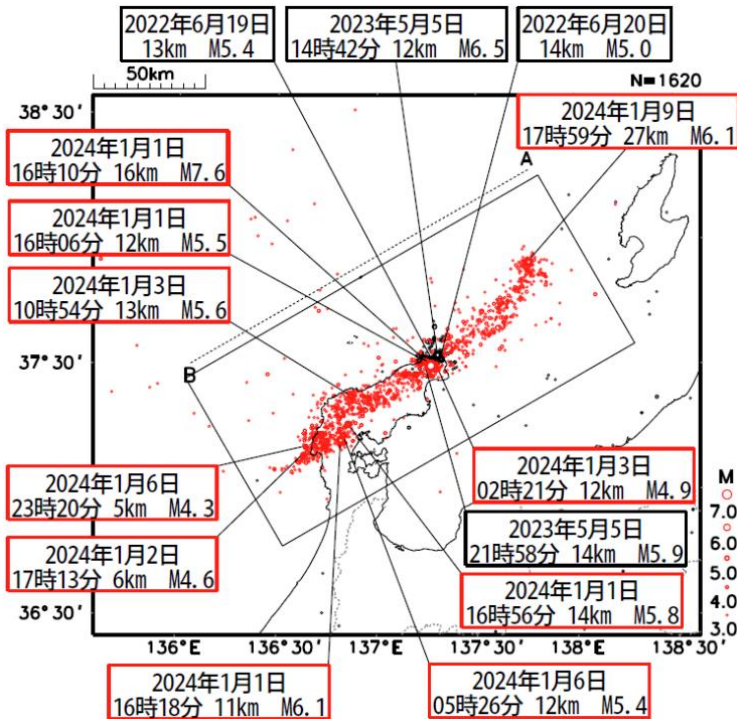 2022年6月19日
13km M5.4
2023年5月5日
14時42分 12km M6.5
2022年6月20日
14km M5.0
50km
N=1620
38°30′
2024年1月9日
17時59分 27km M6.1
2024年1月1日
16時10分 16km M7.6
A
2024年1月1日
16時06分 12km M5.5
2024年1月3日
10時54分 13km M5.6
37°30′
B
2024年1月6日
23時20分 5km M4.3
2024年1月3日
02時21分 12km M4.9
M
7.0
6.0
5.0
4.0
3.0
2023年5月5日
21時58分 14km M5.9
2024年1月2日
17時13分 6km M4.6
2024年1月1日
16時56分 14km M5.8
36°30′
136°E
136°30′
137°E
137°30′
138°E
138°30′
2024年1月1日
16時18分 11km M6.1
2024年1月6日
05時26分 12km M5.4